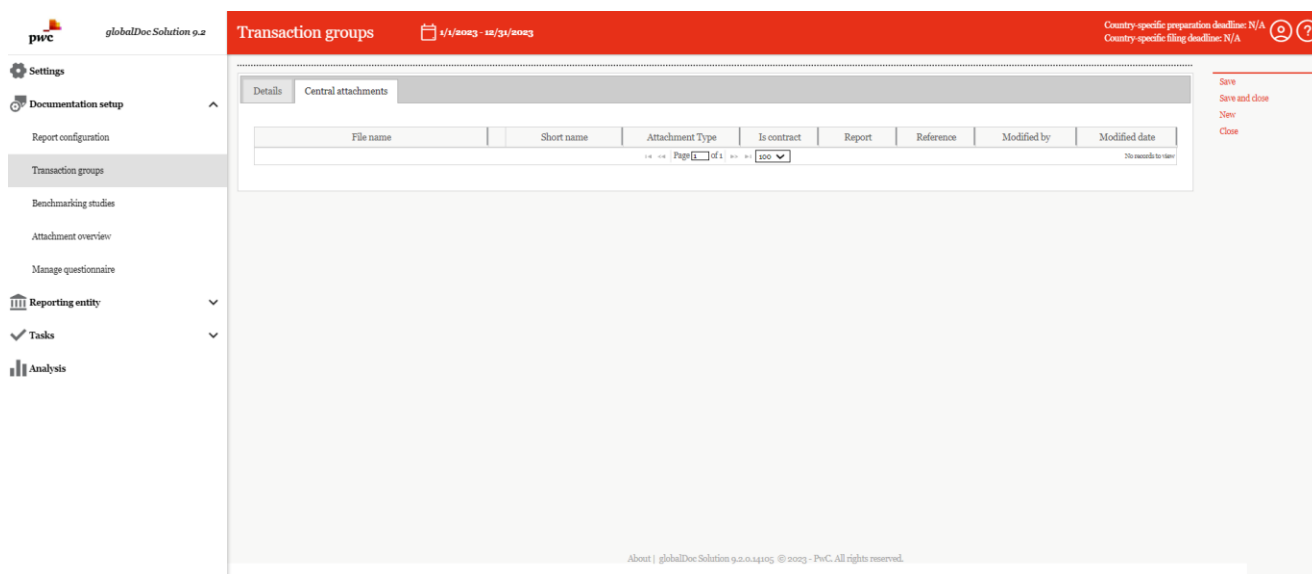 pwc
globalDoc Solution 9.2
Transaction groups
1/1/2023 - 12/31/2023
Country-specific preparation deadline: N/A
Country-specific filing deadline: N/A
?
Settings
Documentation setup
Report configuration
Transaction groups
Benchmarking studies
Attachment overview
Manage questionnaire
Reporting entity
Tasks
Analysis
Details
Central attachments
File name Short name Attachment Type Is contract Report Reference Modified by Modified date
Page 1 of 1 100 No records to view
Save
Save and close
New
Close
About | globalDoc Solution 9.2.0.14105 © 2023 - PwC. All rights reserved.